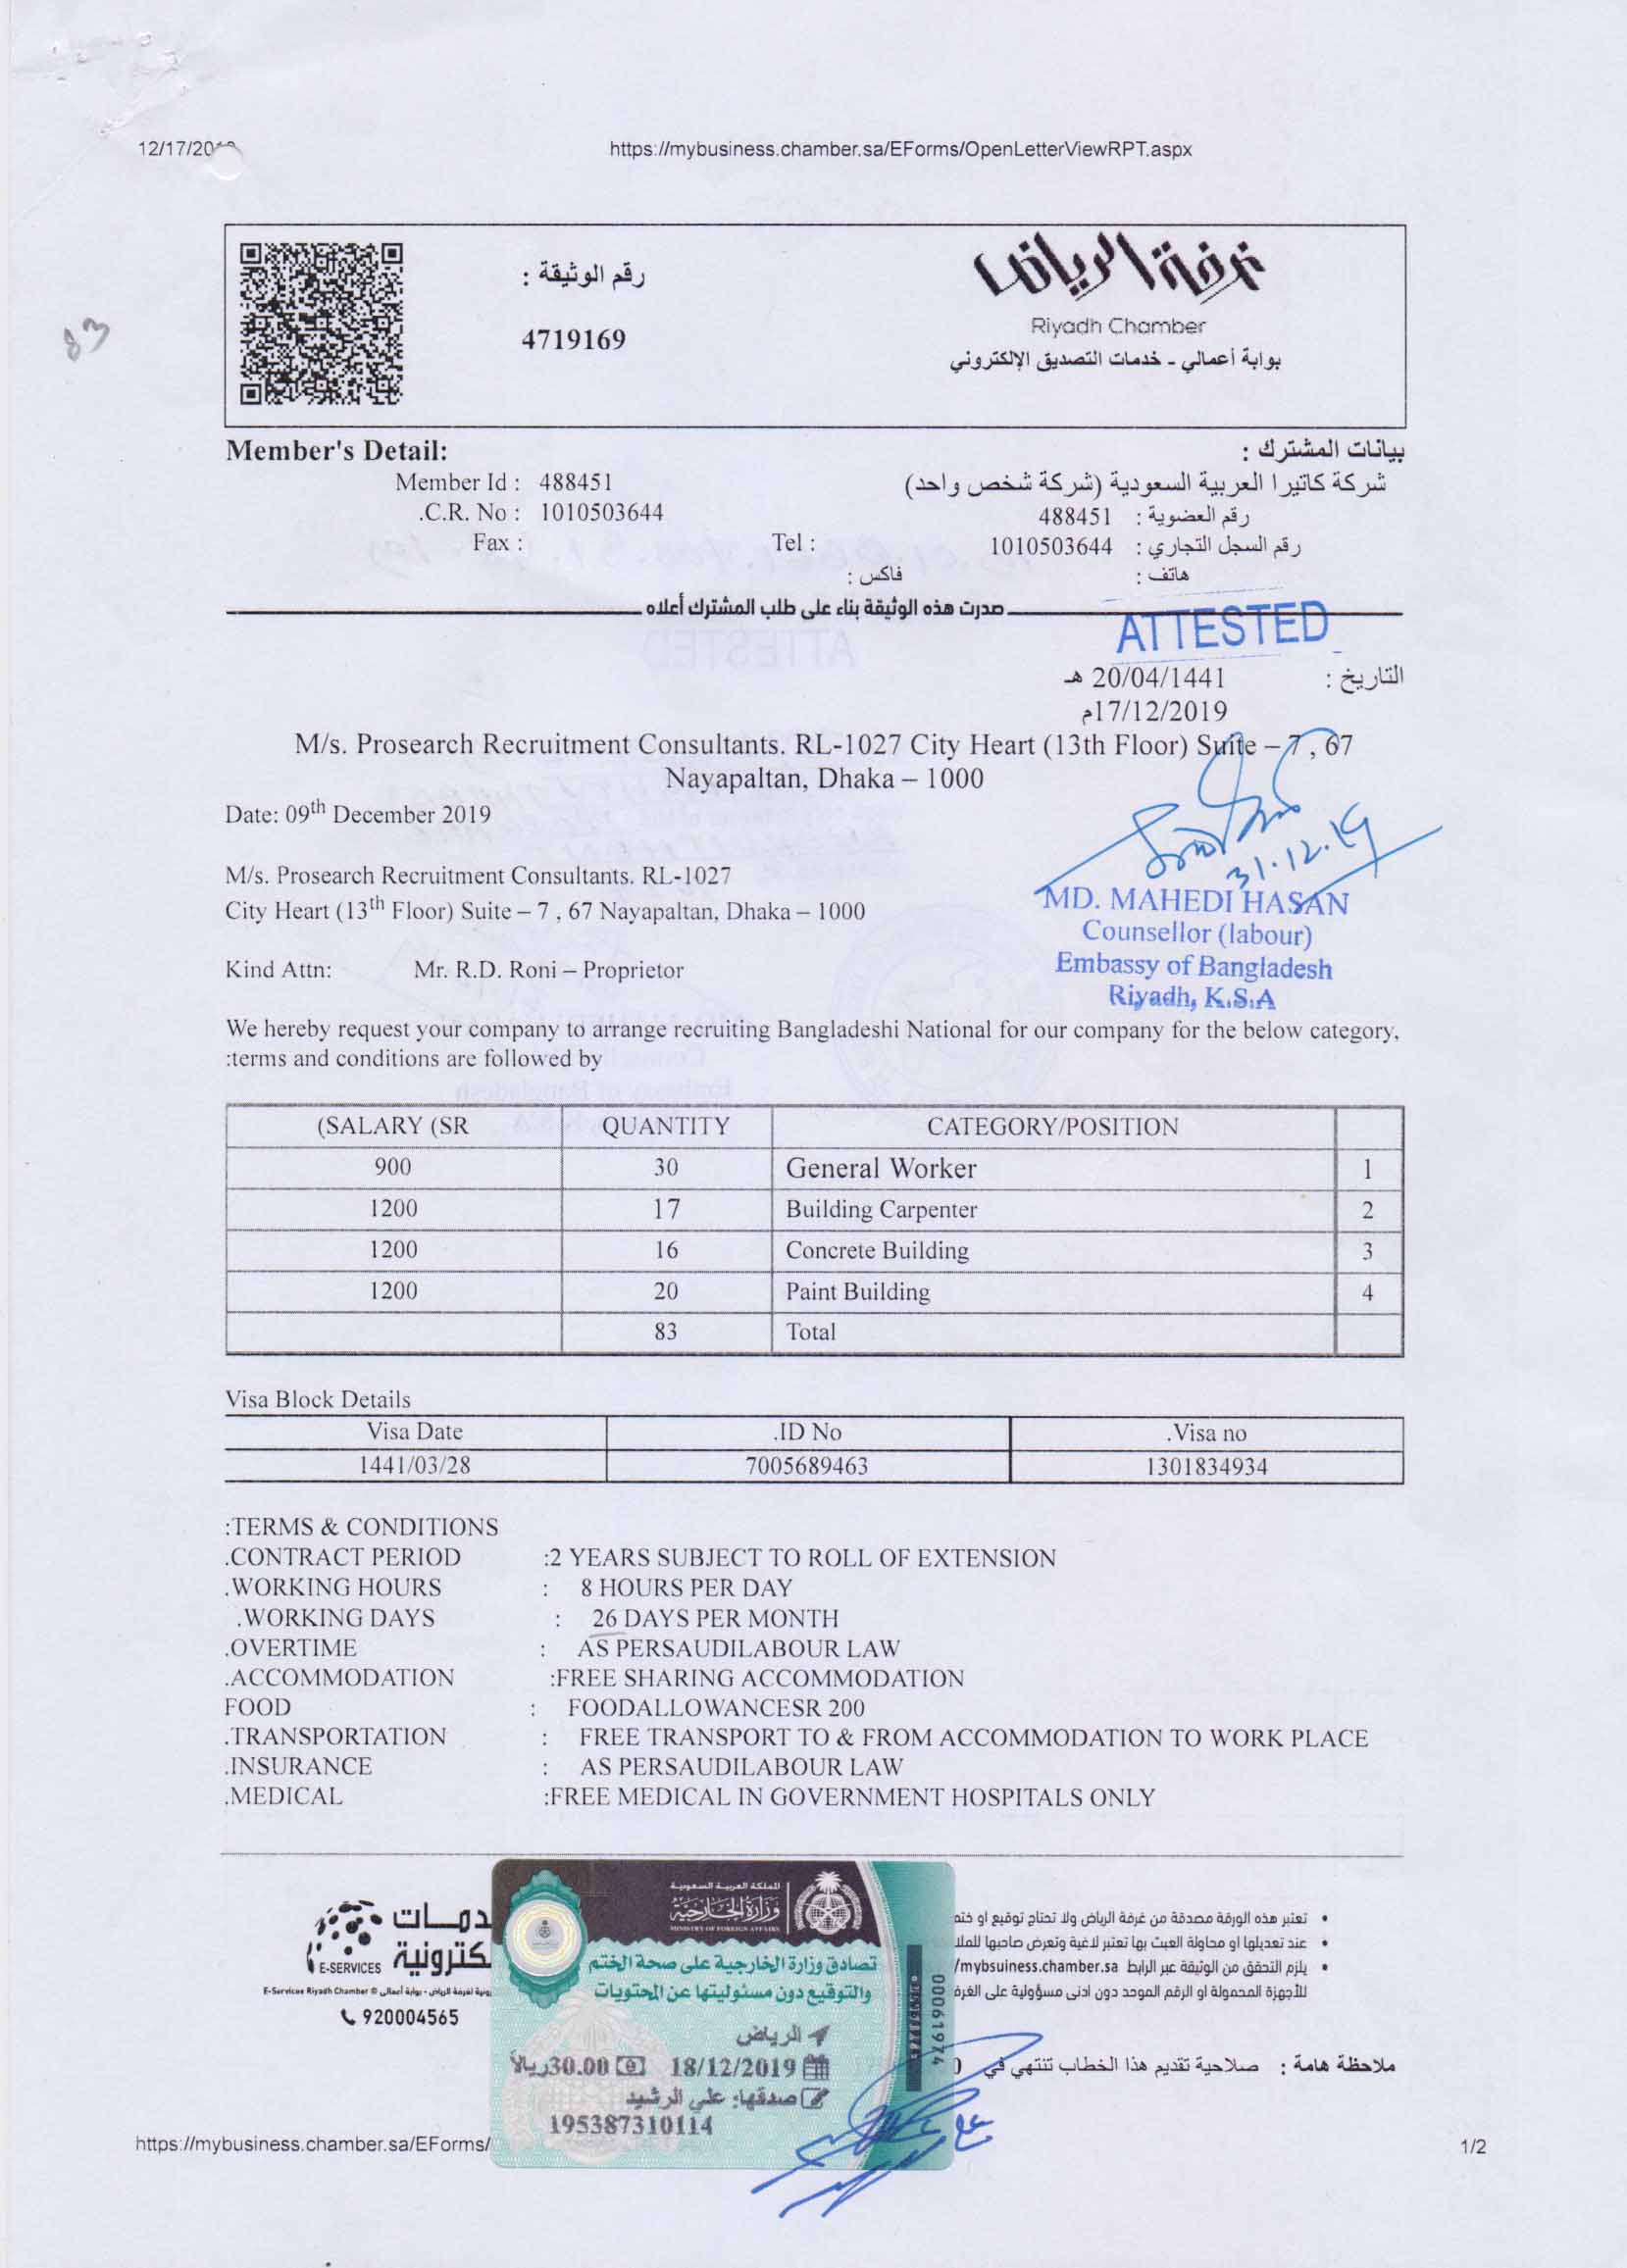 12/17/20
https://mybusiness.chamber.sa/EForms/OpenLetterViewRPT.aspx
83
رقم الوثيقة :
4719169
غرفة الرياض
Riyadh Chamber
بوابة أعمالي - خدمات التصديق الإلكتروني
Member's Detail:
بيانات المشترك :
شركة كاتيرا العربية السعودية (شركة شخص واحد)
Member Id : 488451
رقم العضوية : 488451
.C.R. No : 1010503644
رقم السجل التجاري : 1010503644
Fax :
Tel :
هاتف :
فاكس :
صدرت هذه الوثيقة بناء على طلب المشترك أعلاه
ATTESTED
التاريخ : 20/04/1441 هـ
17/12/2019م
M/s. Prosearch Recruitment Consultants. RL-1027 City Heart (13th Floor) Suite – 7 , 67
Nayapaltan, Dhaka – 1000
Date: 09th December 2019
31.12.19
M/s. Prosearch Recruitment Consultants. RL-1027
City Heart (13th Floor) Suite – 7 , 67 Nayapaltan, Dhaka – 1000
MD. MAHEDI HASAN
Counsellor (labour)
Embassy of Bangladesh
Riyadh, K.S.A
Kind Attn: Mr. R.D. Roni – Proprietor
We hereby request your company to arrange recruiting Bangladeshi National for our company for the below category,
:terms and conditions are followed by
(SALARY (SR QUANTITY CATEGORY/POSITION
900 30 General Worker 1
1200 17 Building Carpenter 2
1200 16 Concrete Building 3
1200 20 Paint Building 4
83 Total
Visa Block Details
Visa Date .ID No .Visa no
1441/03/28 7005689463 1301834934
:TERMS & CONDITIONS
.CONTRACT PERIOD :2 YEARS SUBJECT TO ROLL OF EXTENSION
.WORKING HOURS : 8 HOURS PER DAY
.WORKING DAYS : 26 DAYS PER MONTH
.OVERTIME : AS PERSAUDILABOUR LAW
.ACCOMMODATION :FREE SHARING ACCOMMODATION
FOOD : FOODALLOWANCESR 200
.TRANSPORTATION : FREE TRANSPORT TO & FROM ACCOMMODATION TO WORK PLACE
.INSURANCE : AS PERSAUDILABOUR LAW
.MEDICAL :FREE MEDICAL IN GOVERNMENT HOSPITALS ONLY
E-SERVICES
E-Services Riyadh Chamber ©
920004565
المملكة العربية السعودية
وزارة الخارجية
MINISTRY OF FOREIGN AFFAIRS
تصادق وزارة الخارجية على صحة الختم
والتوقيع دون مسئوليتها عن المحتويات
الرياض
18/12/2019 30.00ريالاً
صدقها: علي الرشيد
195387310114
00061974
• تعتبر هذه الورقة مصدقة من غرفة الرياض ولا تحتاج توقيع او ختم
• عند تعديلها او محاولة العبث بها تعتبر لاغية وتعرض صاحبها للملا
• يلزم التحقق من الوثيقة عبر الرابط mybsuiness.chamber.sa/
للأجهزة المحمولة او الرقم الموحد دون ادنى مسؤولية على الغرفة
ملاحظة هامة : صلاحية تقديم هذا الخطاب تنتهي في
https://mybusiness.chamber.sa/EForms/
1/2